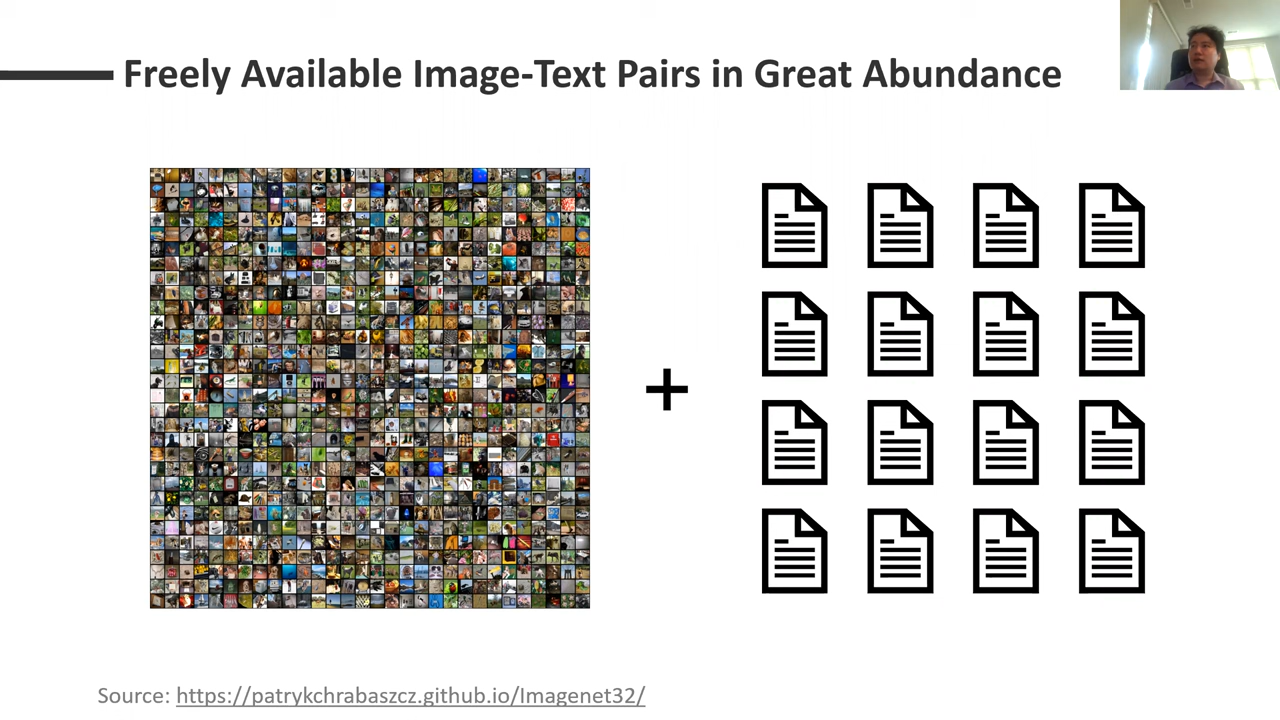 Freely Available Image-Text Pairs in Great Abundance
+
Source: https://patrykchrabaszcz.github.io/Imagenet32/